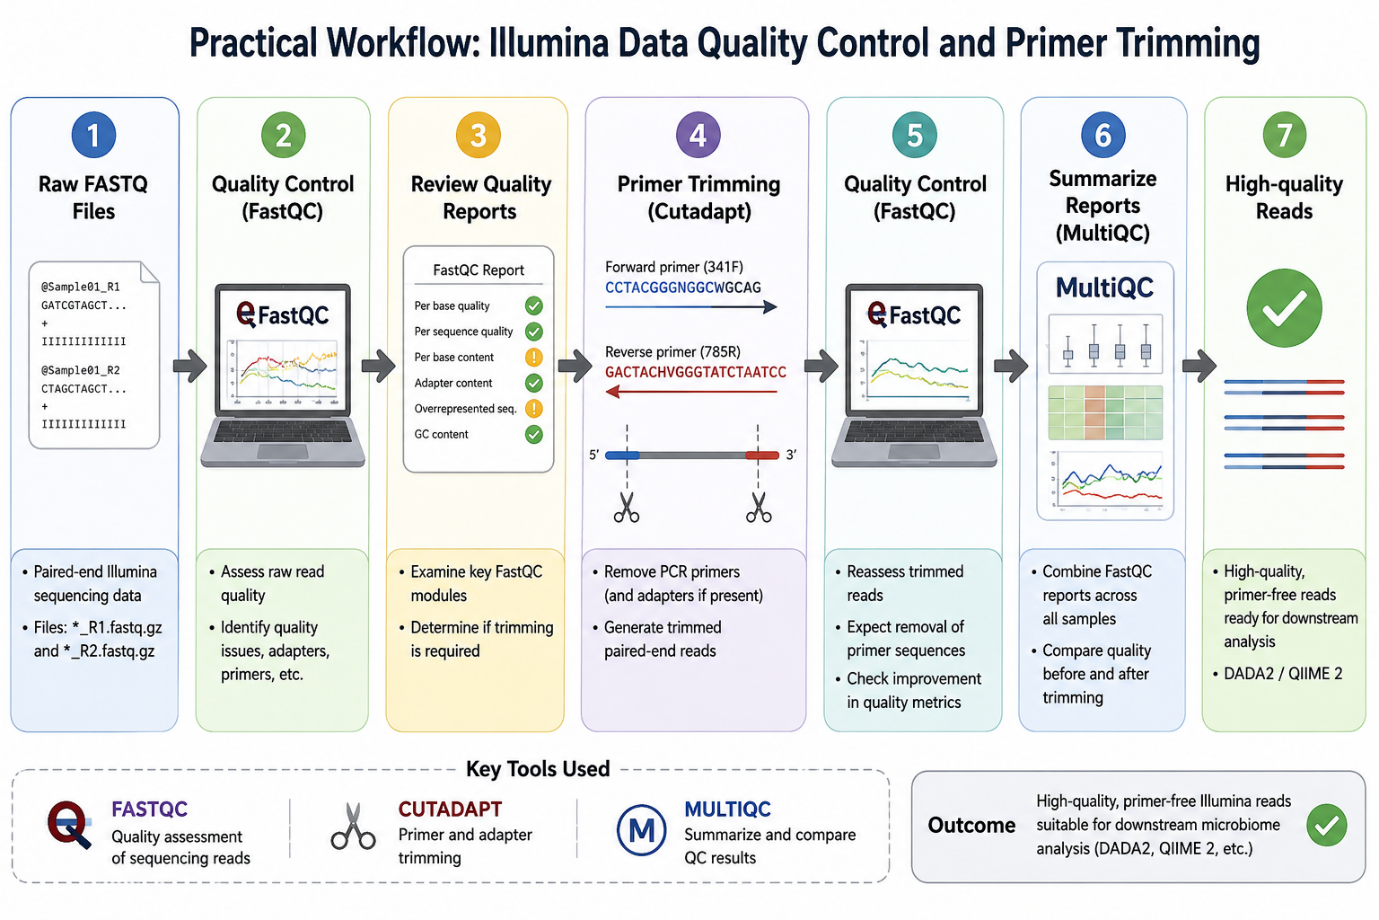 Practical Workflow: Illumina Data Quality Control and Primer Trimming
1
Raw FASTQ
Files
@Sample01_R1
GATCGTAGCT...
+
IIIIIIIIIIIII
@Sample01_R2
CTAGCTAGCT...
+
IIIIIIIIIIIII
• Paired-end Illumina
sequencing data
• Files: *_R1.fastq.gz
and *_R2.fastq.gz
2
Quality Control
(FastQC)
FastQC
• Assess raw read
quality
• Identify quality
issues, adapters,
primers, etc.
3
Review Quality
Reports
FastQC Report
Per base quality
Per sequence quality
Per base content
Adapter content
Overrepresented seq.
GC content
• Examine key FastQC
modules
• Determine if trimming
is required
4
Primer Trimming
(Cutadapt)
Forward primer (341F)
CCTACGGGNGGCWGCAG
Reverse primer (785R)
GACTACHVGGGTATCTAATCC
5' 3'
• Remove PCR primers
(and adapters if present)
• Generate trimmed
paired-end reads
5
Quality Control
(FastQC)
FastQC
• Reassess trimmed
reads
• Expect removal of
primer sequences
• Check improvement
in quality metrics
6
Summarize
Reports
(MultiQC)
MultiQC
• Combine FastQC
reports across
all samples
• Compare quality
before and after
trimming
7
High-quality
Reads
• High-quality,
primer-free reads
ready for downstream
analysis
• DADA2 / QIIME 2
Key Tools Used
FASTQC
Quality assessment
of sequencing reads
CUTADAPT
Primer and adapter
trimming
M
MULTIQC
Summarize and compare
QC results
Outcome
High-quality, primer-free Illumina reads
suitable for downstream microbiome
analysis (DADA2, QIIME 2, etc.)